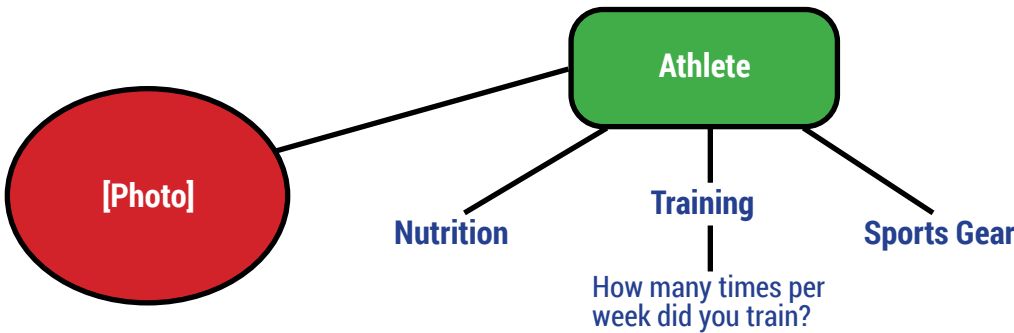 Athlete
[Photo]
Nutrition
Training
Sports Gear
How many times per
week did you train?